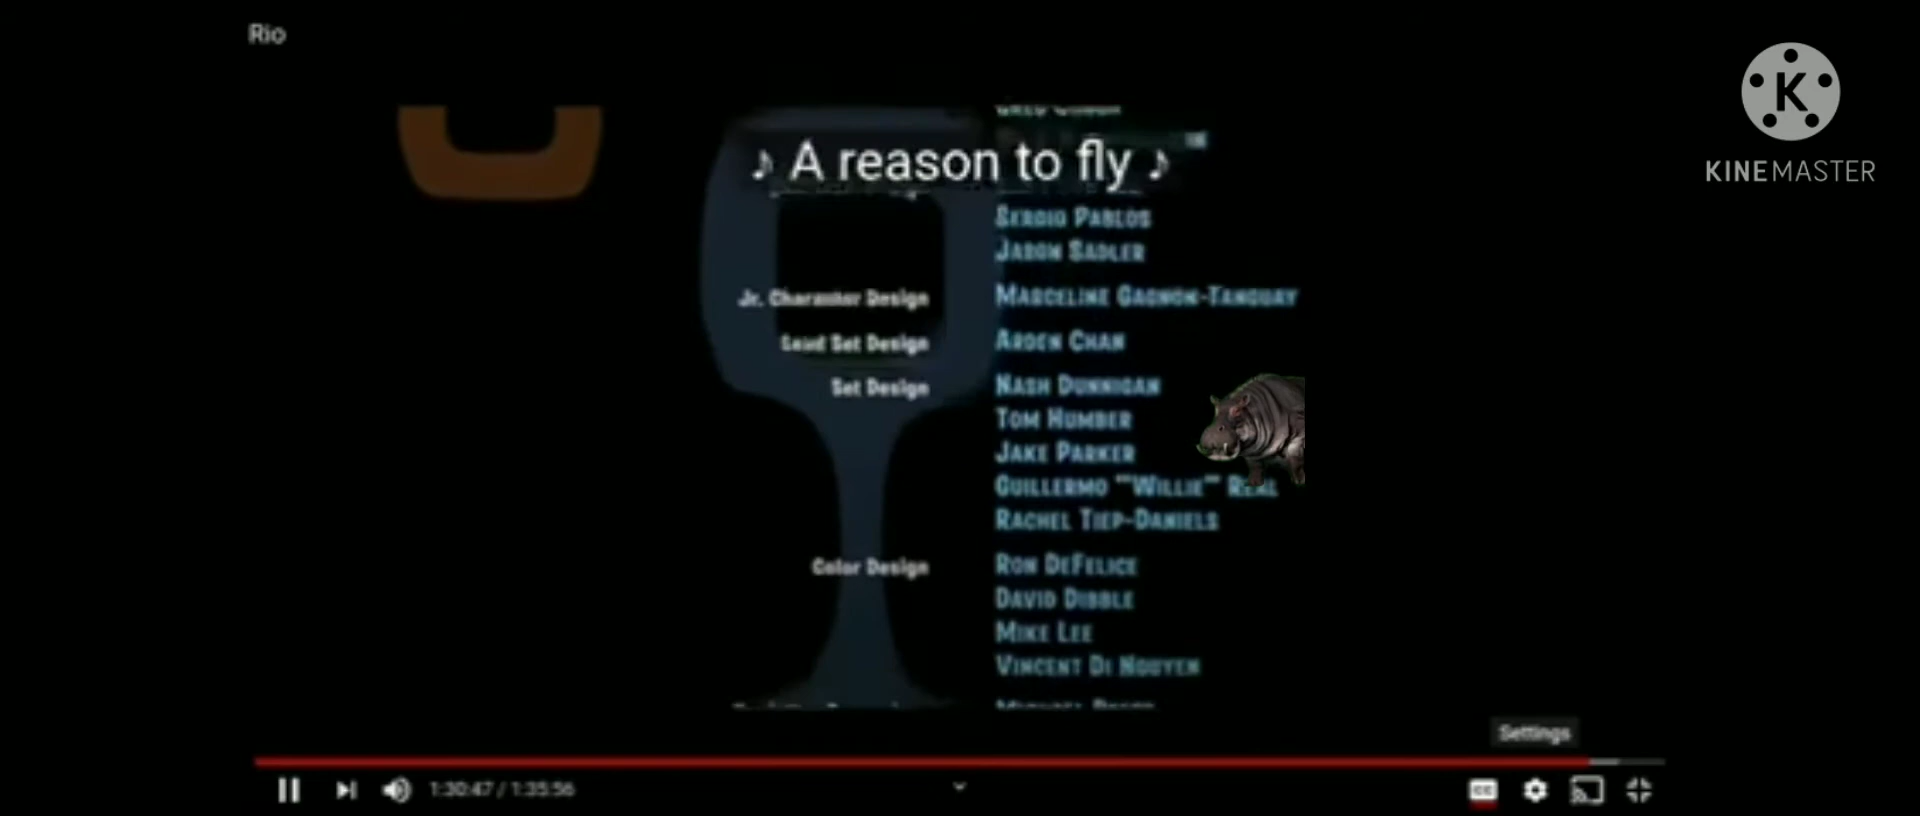 Rio
K
KINEMASTER
♪ A reason to fly ♪
SERGIO PABLOS
JASON SADLER
Jr. Character Design MARCELINE GAGNON-TANGUAY
Lead Set Design ARDEN CHAN
Set Design NASH DUNNIGAN
TOM HUMBER
JAKE PARKER
GUILLERMO "WILLIE" REAL
RACHEL TIEP-DANIELS
Color Design RON DEFELICE
DAVID DIBBLE
MIKE LEE
VINCENT DI NGUYEN
Settings
1:30:47 / 1:35:56
CC